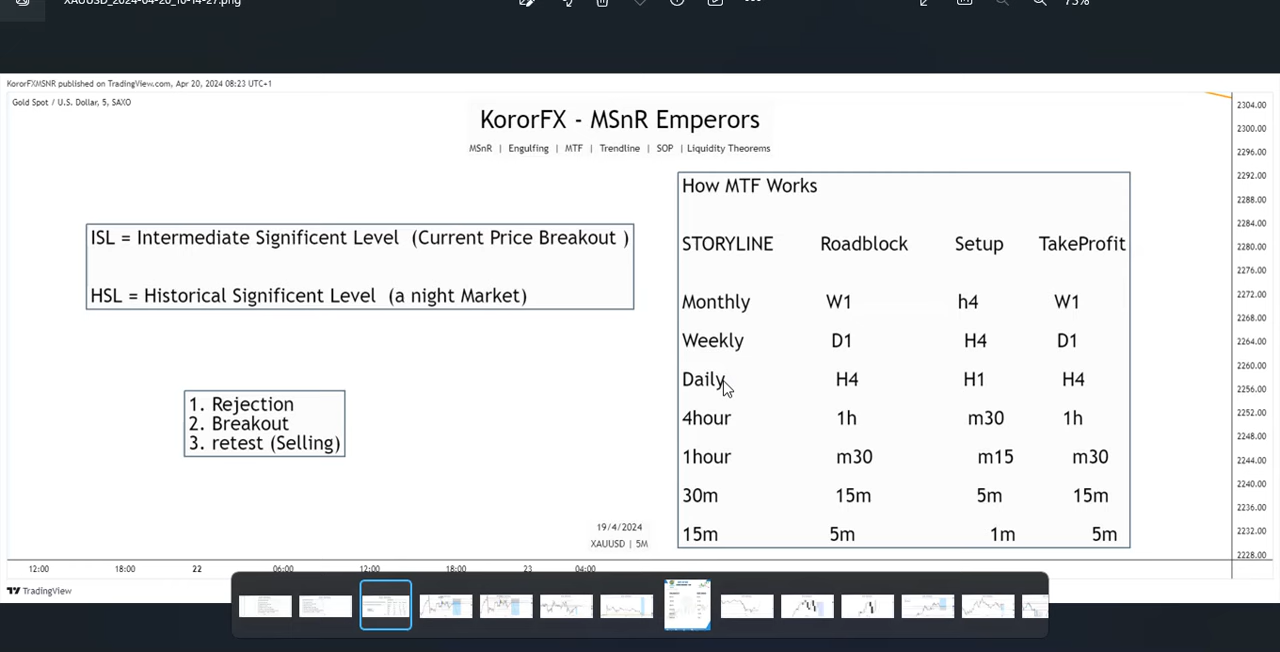 XAUUSD_2024-04-20_10-14-27.png
73%
KororFXMSNR published on TradingView.com, Apr 20, 2024 08:23 UTC+1
Gold Spot / U.S. Dollar, 5, SAXO
KororFX - MSnR Emperors
MSnR | Engulfing | MTF | Trendline | SOP | Liquidity Theorems
ISL = Intermediate Significent Level (Current Price Breakout )
HSL = Historical Significent Level (a night Market)
1. Rejection
2. Breakout
3. retest (Selling)
How MTF Works
STORYLINE Roadblock Setup TakeProfit
Monthly W1 h4 W1
Weekly D1 H4 D1
Daily H4 H1 H4
4hour 1h m30 1h
1hour m30 m15 m30
30m 15m 5m 15m
15m 5m 1m 5m
19/4/2024
XAUUSD | 5M
2304.00
2300.00
2296.00
2292.00
2288.00
2284.00
2280.00
2276.00
2272.00
2268.00
2264.00
2260.00
2256.00
2252.00
2248.00
2244.00
2240.00
2236.00
2232.00
2228.00
12:00 18:00 22 06:00 12:00 18:00 23 04:00
TradingView